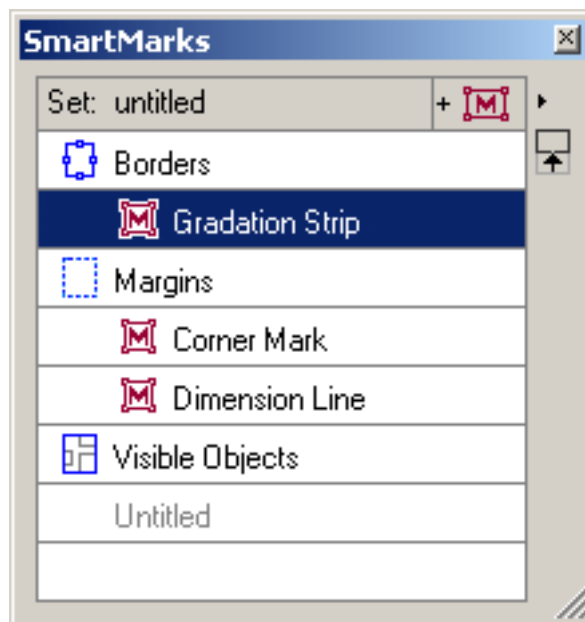 SmartMarks
Set: untitled
+ M
Borders
M Gradation Strip
Margins
M Corner Mark
M Dimension Line
Visible Objects
Untitled